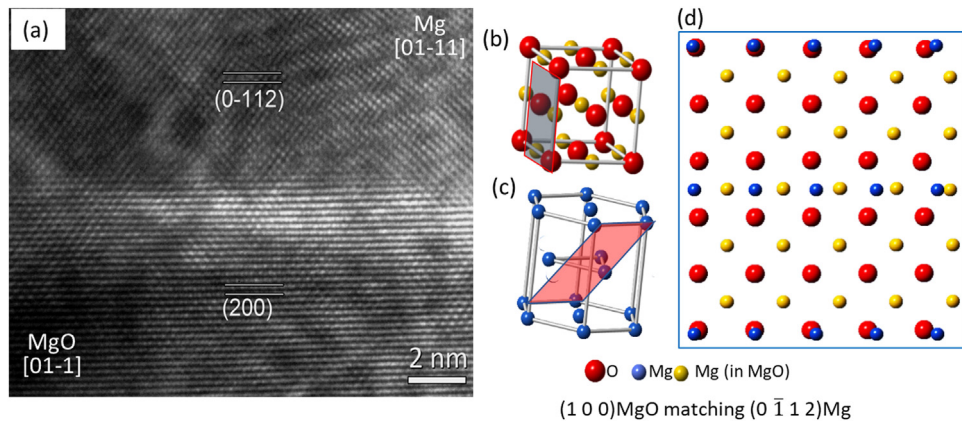 (a)
Mg
[01-11]
(0-112)
(200)
MgO
[01-1]
2 nm
(b)
(c)
(d)
O Mg Mg (in MgO)
(1 0 0)MgO matching (0 1̄ 1 2)Mg